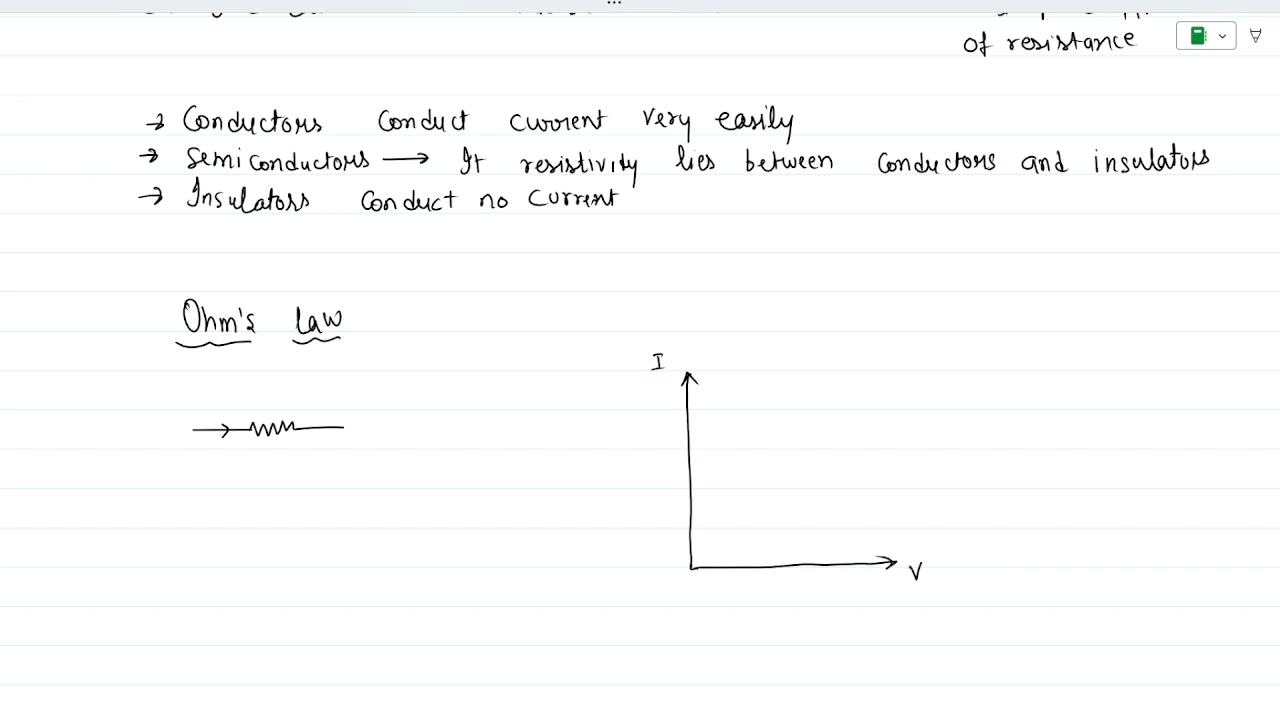 of resistance
→ Conductors conduct current very easily
→ Semiconductors → It resistivity lies between conductors and insulators
→ Insulators conduct no current
Ohm's law
I
V